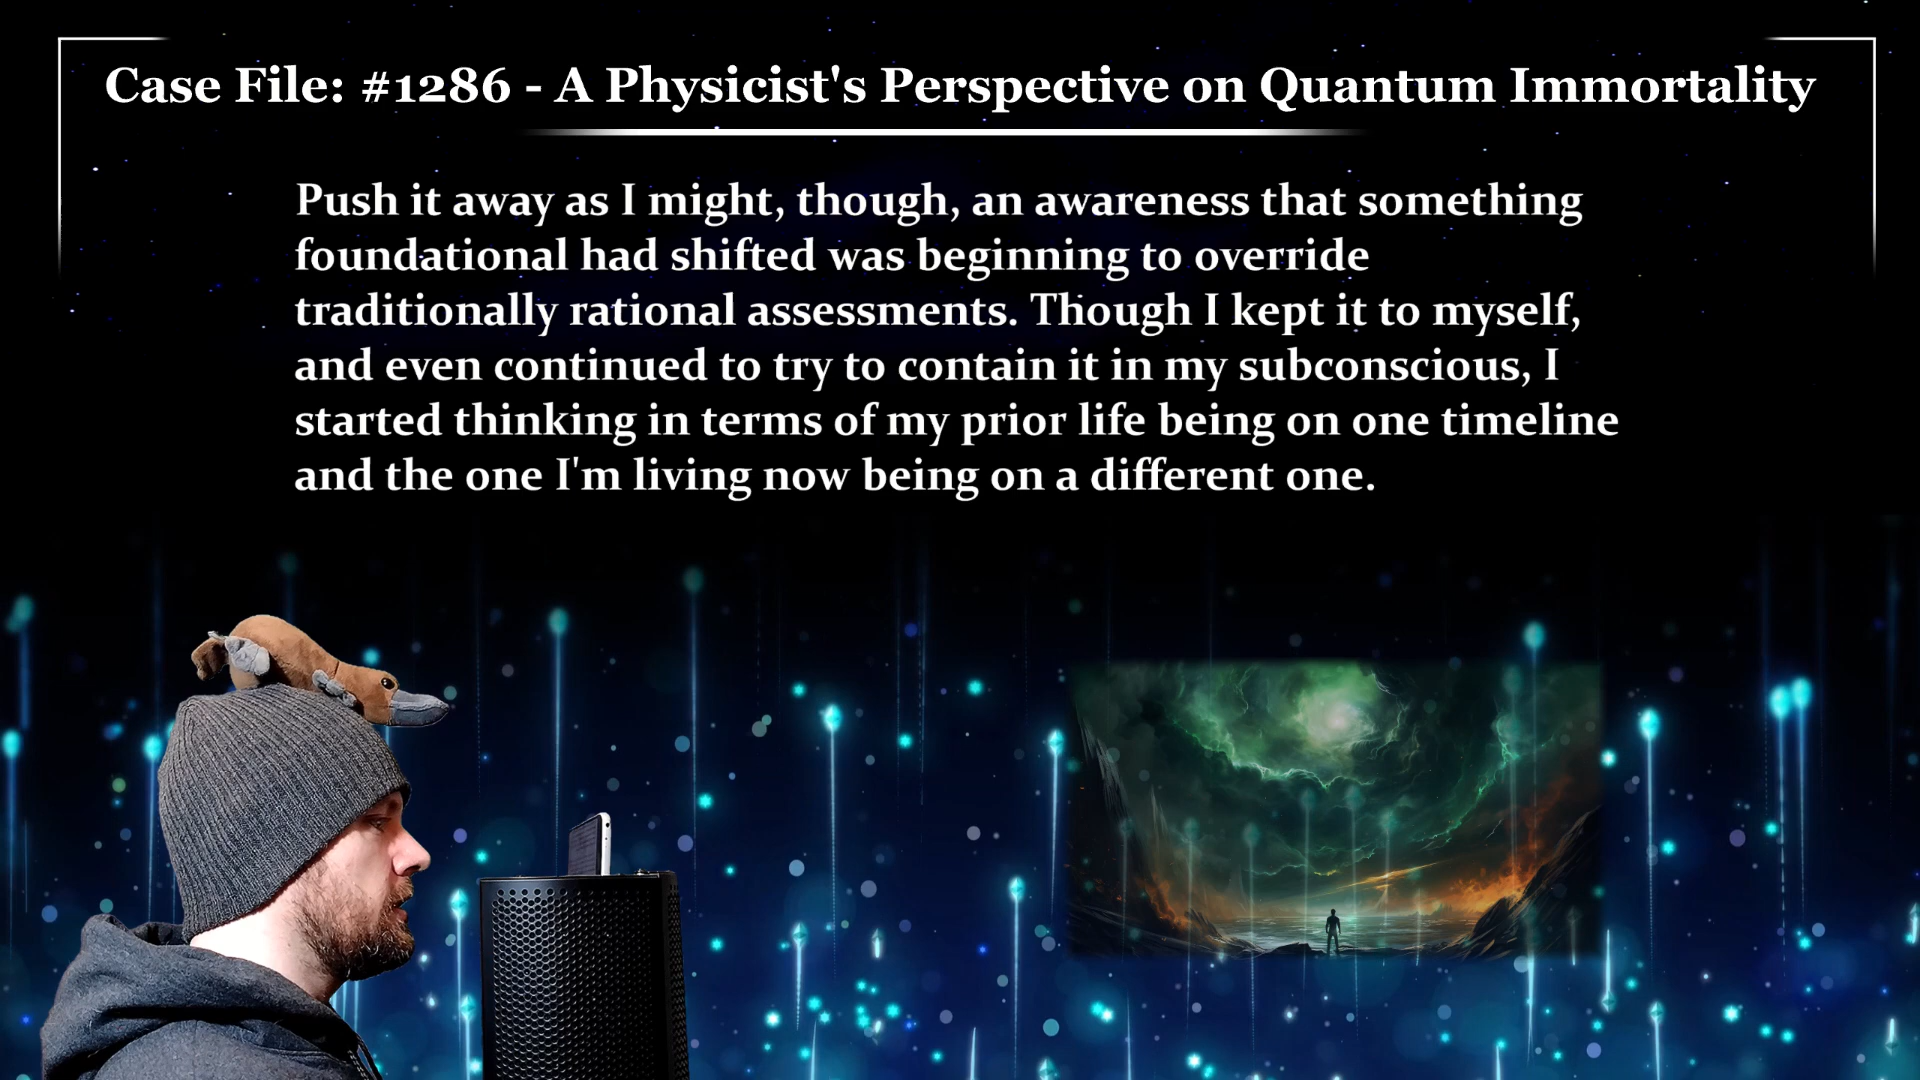 Case File: #1286 - A Physicist's Perspective on Quantum Immortality
Push it away as I might, though, an awareness that something
foundational had shifted was beginning to override
traditionally rational assessments. Though I kept it to myself,
and even continued to try to contain it in my subconscious, I
started thinking in terms of my prior life being on one timeline
and the one I'm living now being on a different one.